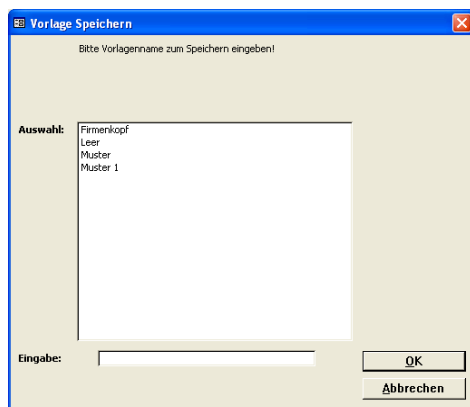 Vorlage Speichern
Bitte Vorlagenname zum Speichern eingeben!
Auswahl:
Firmenkopf
Leer
Muster
Muster 1
Eingabe:
OK
Abbrechen